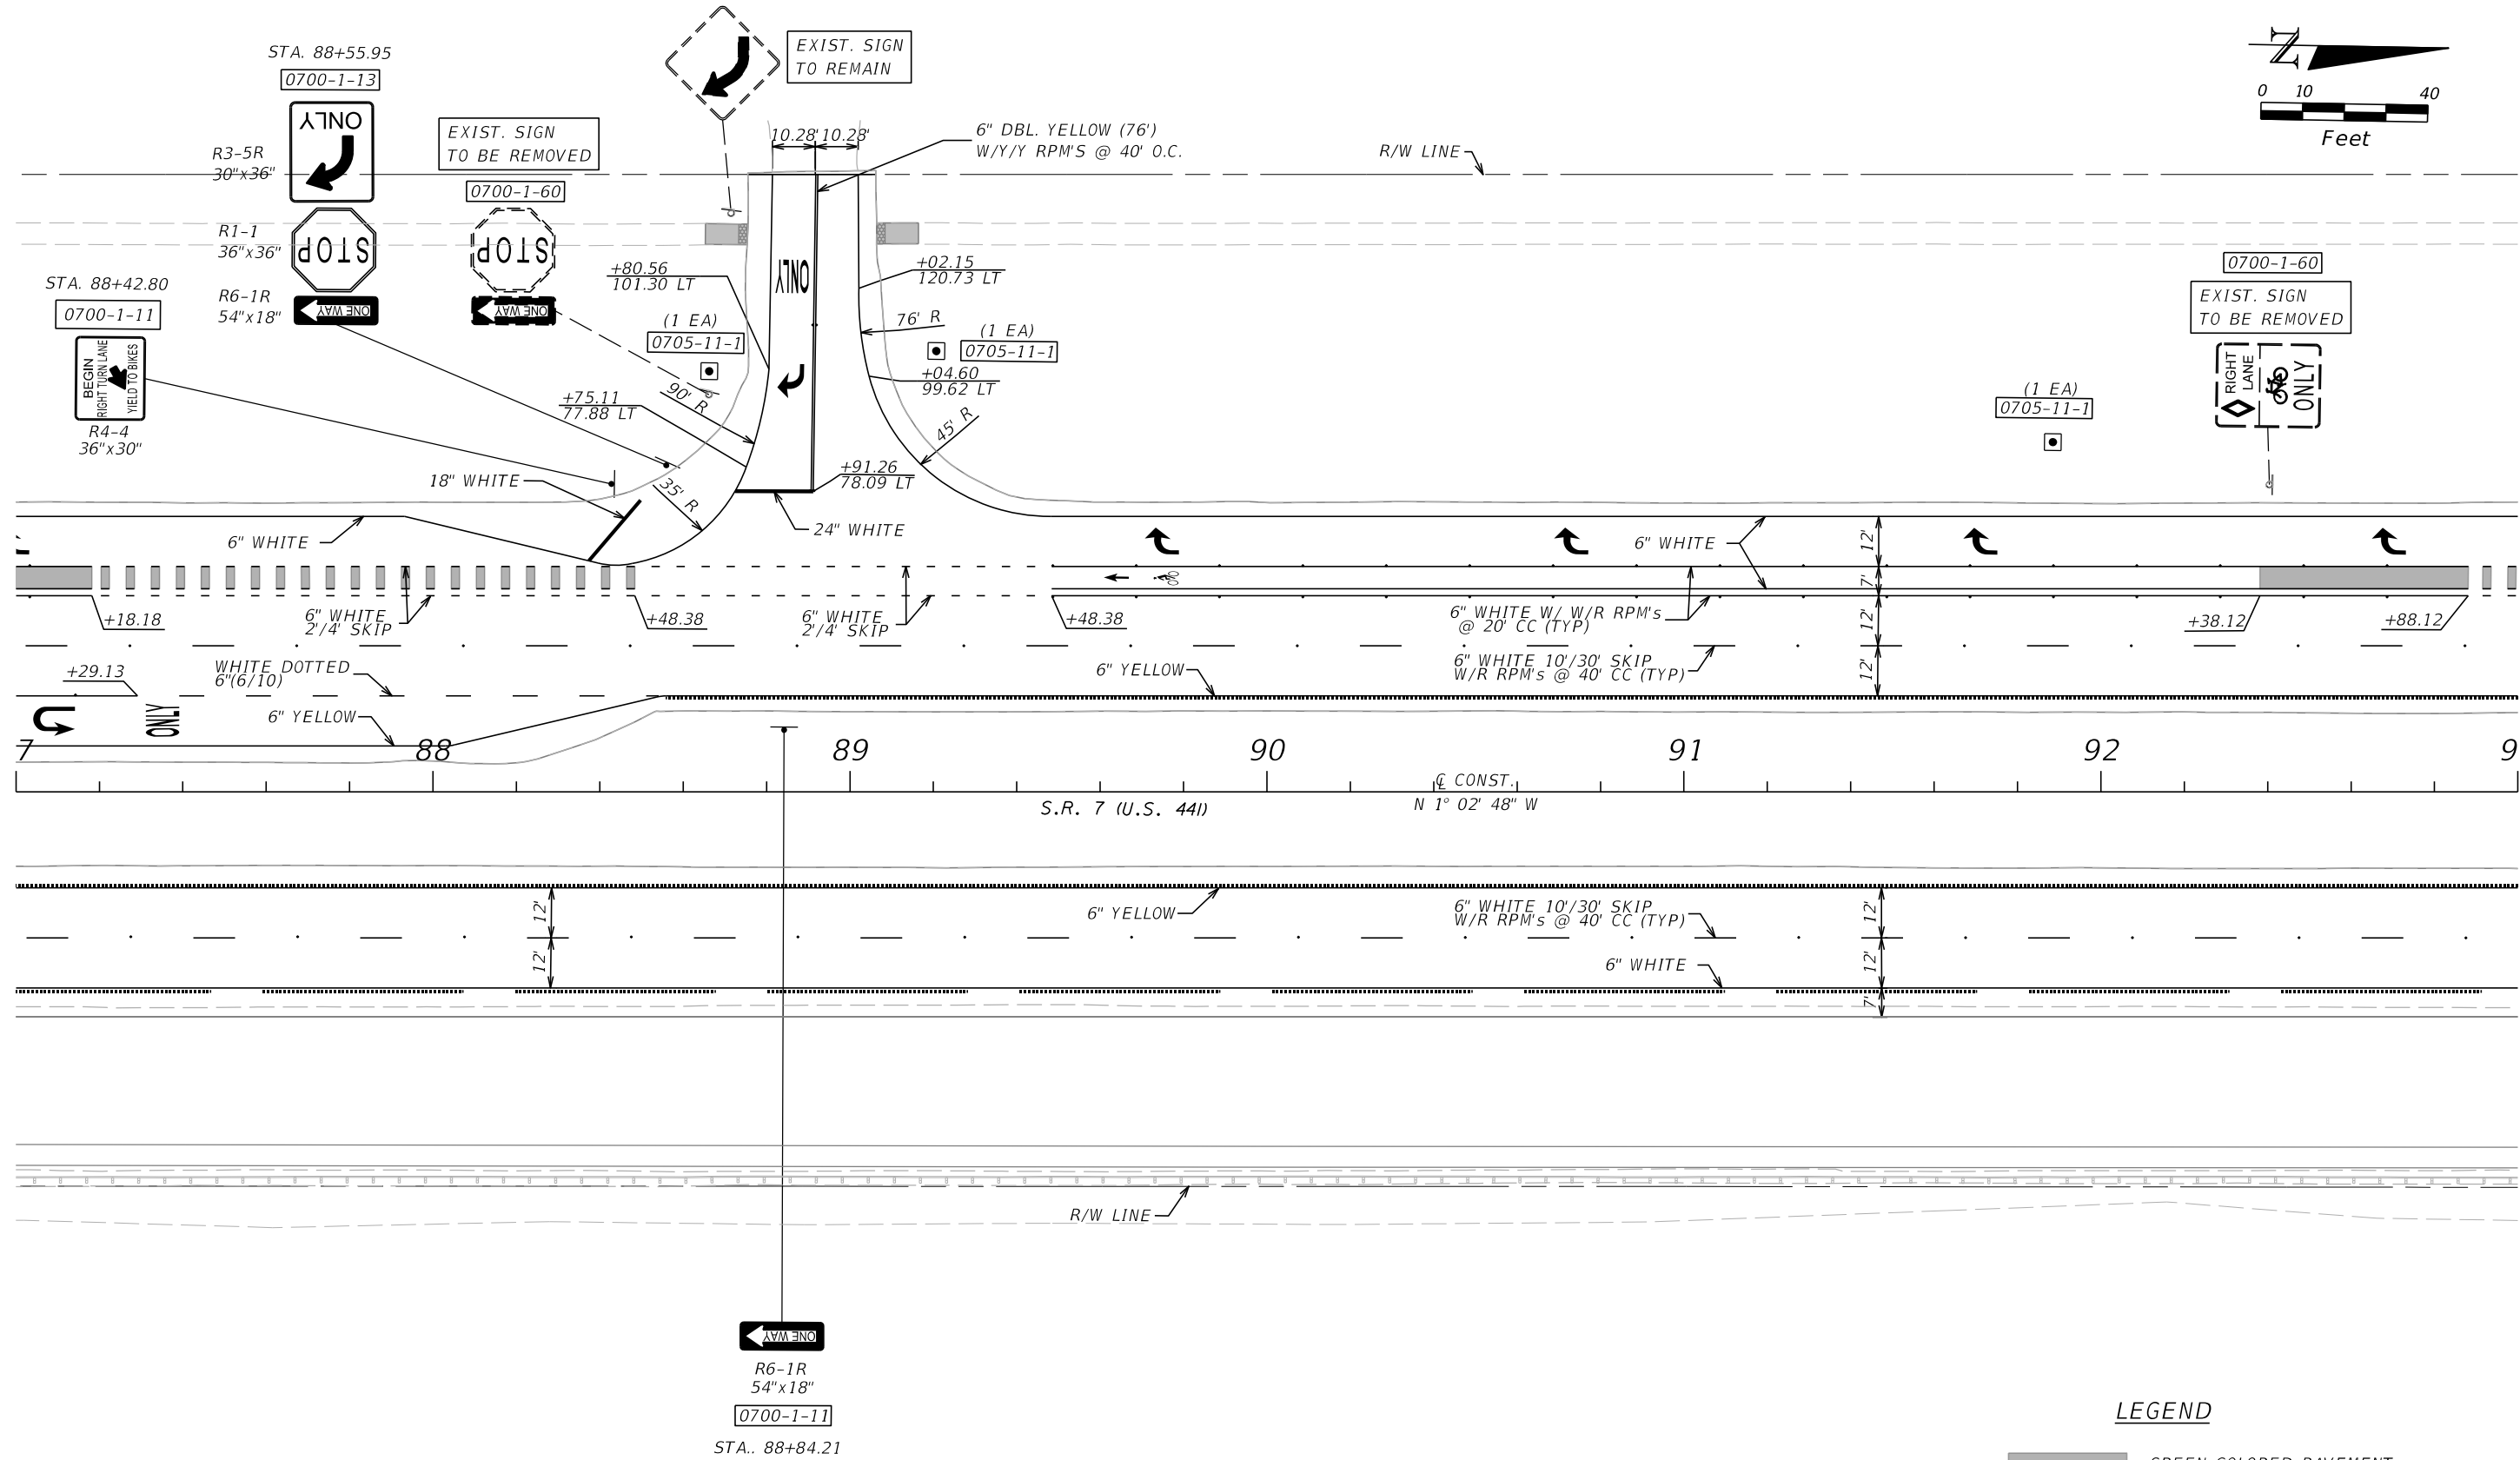 STA. 88+55.95
0700-1-13
ONLY
R3-5R
30"x36"
STOP
R1-1
36"x36"
R6-1R
54"x18"
ONE WAY
EXIST. SIGN
TO BE REMOVED
0700-1-60
STOP
ONE WAY
STA. 88+42.80
0700-1-11
BEGIN
RIGHT TURN LANE
YIELD TO BIKES
R4-4
36"x30"
EXIST. SIGN
TO REMAIN
10.28' 10.28'
6" DBL. YELLOW (76')
W/Y/Y RPM'S @ 40' O.C.
R/W LINE
N
0 10 40
Feet
+80.56
101.30 LT
ONLY
+02.15
120.73 LT
(1 EA)
0705-11-1
76' R
(1 EA)
0705-11-1
+04.60
99.62 LT
+75.11
77.88 LT
90' R
45' R
35' R
+91.26
78.09 LT
18" WHITE
24" WHITE
0700-1-60
EXIST. SIGN
TO BE REMOVED
RIGHT
LANE
ONLY
(1 EA)
0705-11-1
6" WHITE
6" WHITE
12'
7'
12'
12'
+18.18
6" WHITE
2'/4' SKIP
+48.38
6" WHITE
2'/4' SKIP
+48.38
6" WHITE W/ W/R RPM's
@ 20' CC (TYP)
+38.12
+88.12
+29.13
WHITE DOTTED
6"(6/10)
6" YELLOW
6" WHITE 10'/30' SKIP
W/R RPM's @ 40' CC (TYP)
ONLY
6" YELLOW
7 88 89 90 91 92 9
℄ CONST.
S.R. 7 (U.S. 441)
N 1° 02' 48" W
12'
12'
6" YELLOW
6" WHITE 10'/30' SKIP
W/R RPM's @ 40' CC (TYP)
6" WHITE
12'
12'
7'
R/W LINE
ONE WAY
R6-1R
54"x18"
0700-1-11
STA.. 88+84.21
LEGEND
GREEN COLORED PAVEMENT